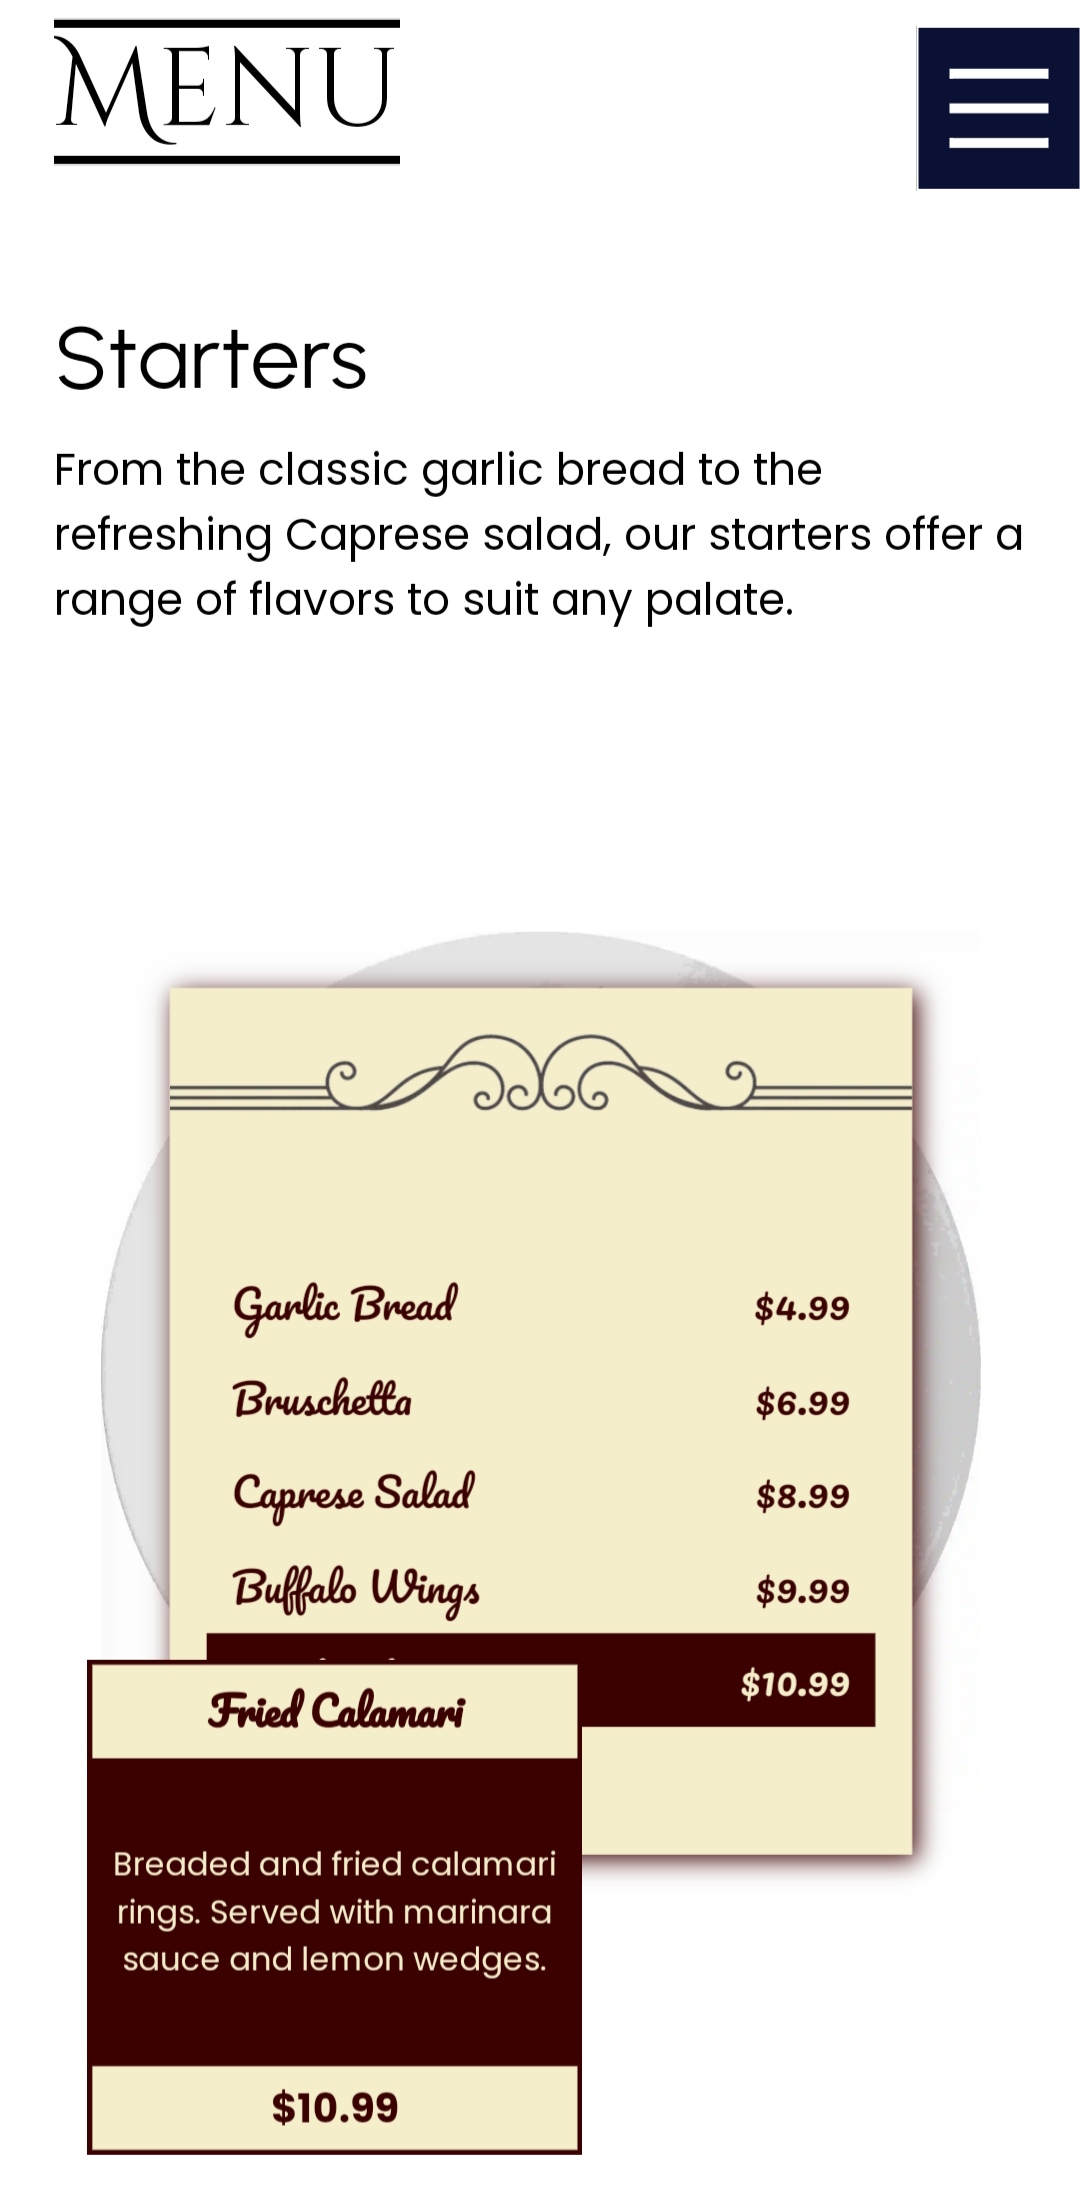 MENU
Starters
From the classic garlic bread to the
refreshing Caprese salad, our starters offer a
range of flavors to suit any palate.
Garlic Bread $4.99
Bruschetta $6.99
Caprese Salad $8.99
Buffalo Wings $9.99
$10.99
Fried Calamari
Breaded and fried calamari
rings. Served with marinara
sauce and lemon wedges.
$10.99